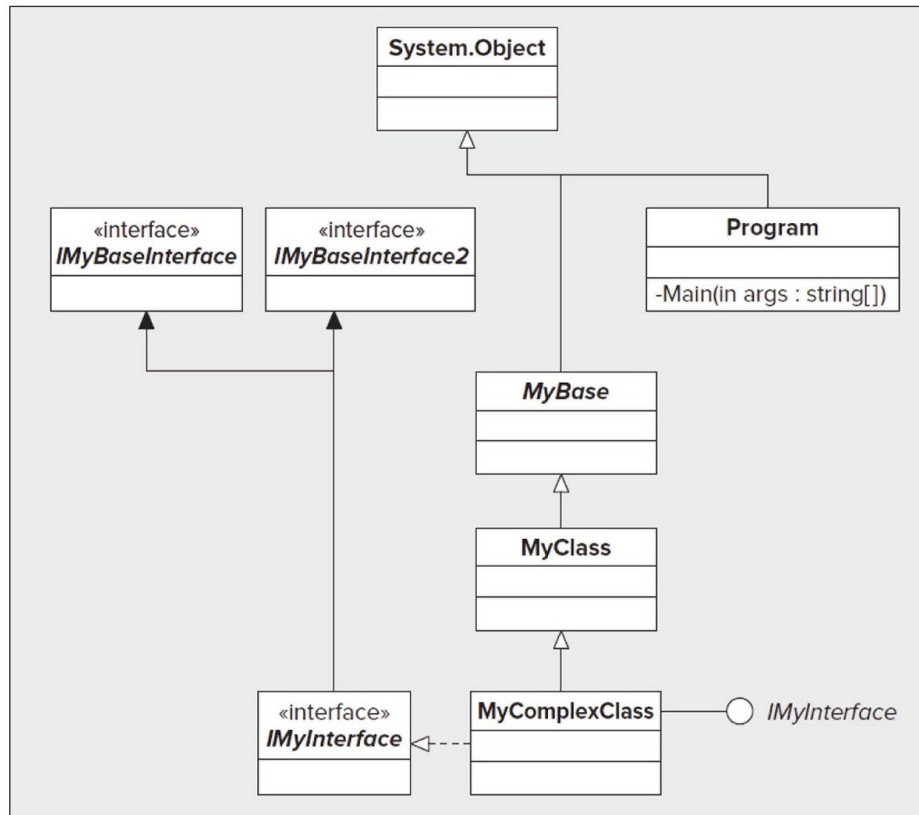 System.Object
«interface»
IMyBaseInterface
«interface»
IMyBaseInterface2
Program
-Main(in args : string[])
MyBase
MyClass
«interface»
IMyInterface
MyComplexClass
IMyInterface